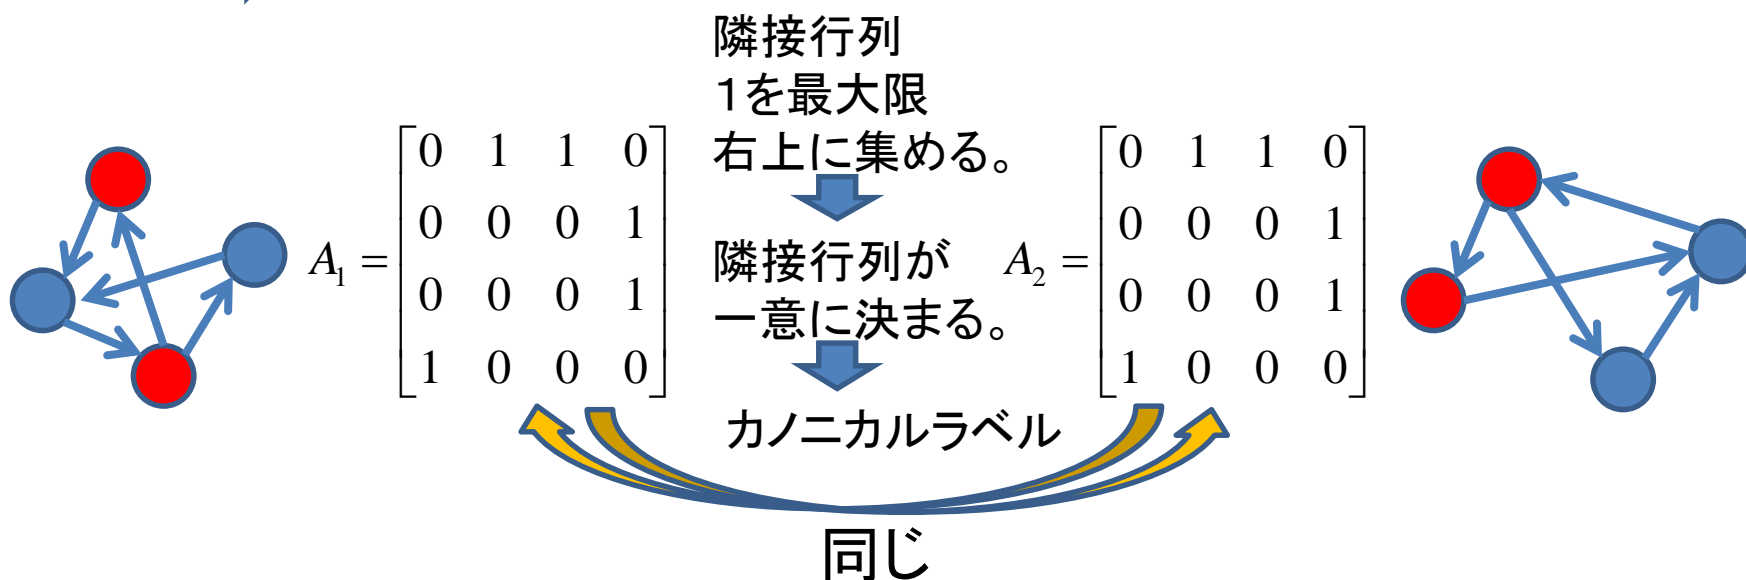 隣接行列
１を最大限
右上に集める。
A1 =
0 1 1 0
0 0 0 1
0 0 0 1
1 0 0 0
隣接行列が
一意に決まる。
A2 =
0 1 1 0
0 0 0 1
0 0 0 1
1 0 0 0
カノニカルラベル
同じ